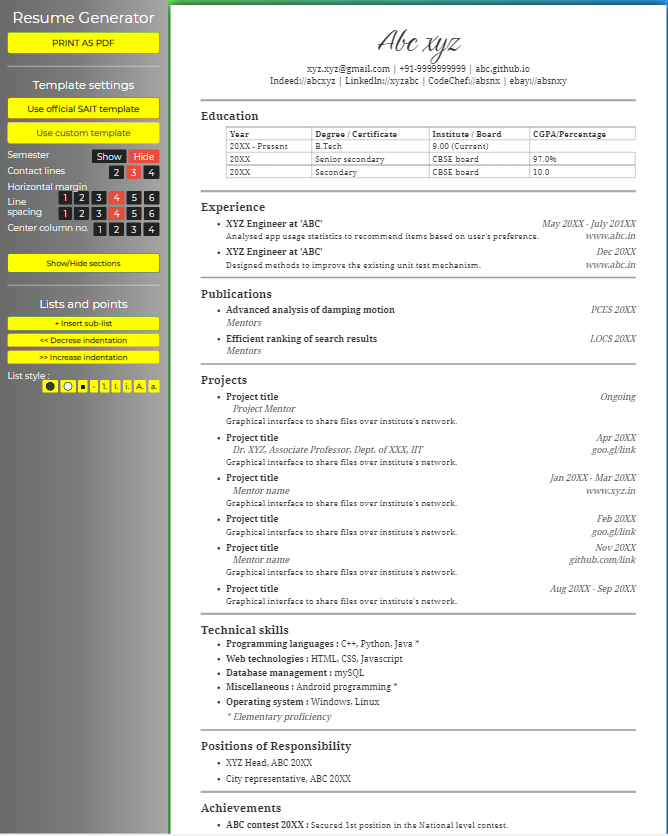 Resume Generator
PRINT AS PDF
Template settings
Use official SAIT template
Use custom template
Semester Show Hide
Contact lines 2 3 4
Horizontal margin 1 2 3 4 5 6
Line spacing 1 2 3 4 5 6
Center column no. 1 2 3 4
Show/Hide sections
Lists and points
+ Insert sub-list
<< Decrese indentation
>> Increase indentation
List style :
- 1. I. i. A. a.
Abc xyz
xyz.xyz@gmail.com | +91-9999999999 | abc.github.io
Indeed://abcxyz | LinkedIn://xyzabc | CodeChef://absnx | ebay://absnxy
Education
Year Degree / Certificate Institute / Board CGPA/Percentage
20XX - Present B.Tech 9.00 (Current)
20XX Senior secondary CBSE board 97.0%
20XX Secondary CBSE board 10.0
Experience
• XYZ Engineer at 'ABC' May 20XX - July 201XX
Analysed app usage statistics to recommend items based on user's preference. www.abc.in
• XYZ Engineer at 'ABC' Dec 20XX
Designed methods to improve the existing unit test mechanism. www.abc.in
Publications
• Advanced analysis of damping motion PCES 20XX
Mentors
• Efficient ranking of search results LOCS 20XX
Mentors
Projects
• Project title Ongoing
Project Mentor
Graphical interface to share files over institute's network.
• Project title Apr 20XX
Dr. XYZ, Associate Professor, Dept. of XXX, IIT goo.gl/link
Graphical interface to share files over institute's network.
• Project title Jan 20XX - Mar 20XX
Mentor name www.xyz.in
Graphical interface to share files over institute's network.
• Project title Feb 20XX
Graphical interface to share files over institute's network. goo.gl/link
• Project title Nov 20XX
Mentor name github.com/link
Graphical interface to share files over institute's network.
• Project title Aug 20XX - Sep 20XX
Graphical interface to share files over institute's network.
Technical skills
• Programming languages : C++, Python, Java *
• Web technologies : HTML, CSS, Javascript
• Database management : mySQL
• Miscellaneous : Android programming *
• Operating system : Windows, Linux
* Elementary proficiency
Positions of Responsibility
• XYZ Head, ABC 20XX
• City representative, ABC 20XX
Achievements
• ABC contest 20XX : Secured 1st position in the National level contest.